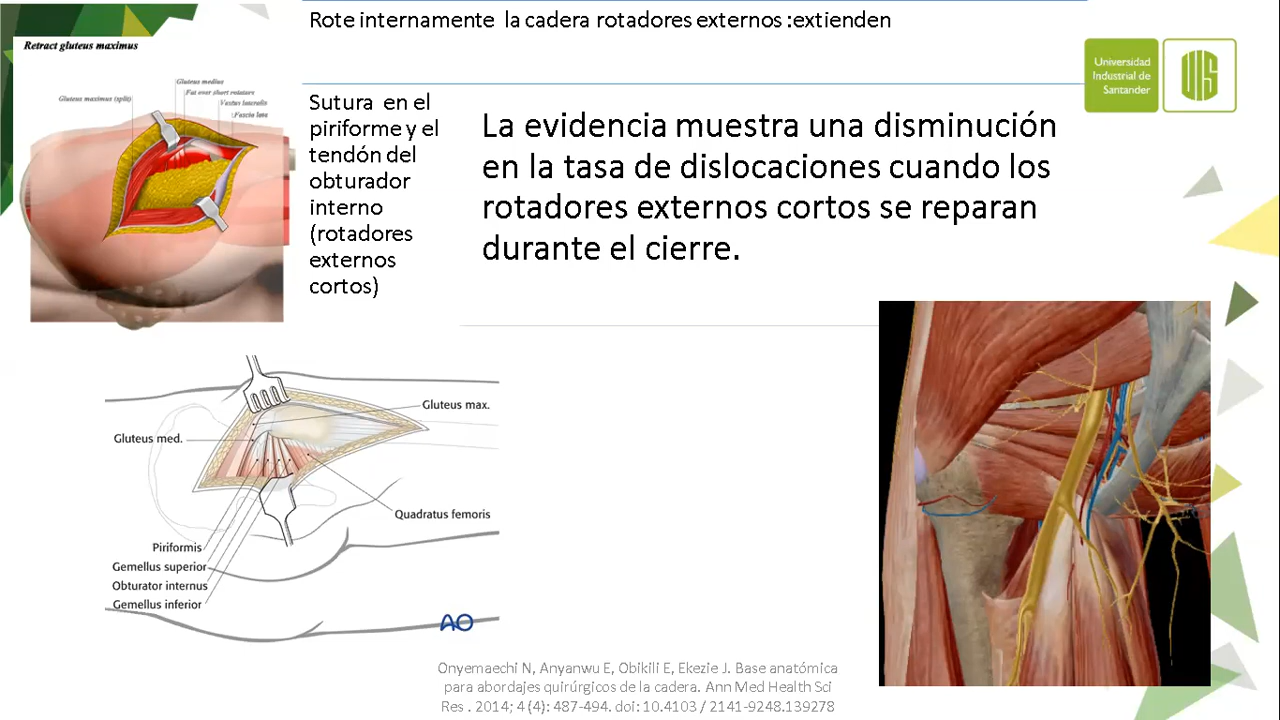 Rote internamente la cadera rotadores externos :extienden
Retract gluteus maximus
Gluteus medius
Fat over short rotators
Gluteus maximus (split)
Vastus lateralis
Fascia lata
Universidad
Industrial de
Santander
UIS
Sutura en el
piriforme y el
tendón del
obturador
interno
(rotadores
externos
cortos)
La evidencia muestra una disminución
en la tasa de dislocaciones cuando los
rotadores externos cortos se reparan
durante el cierre.
Gluteus max.
Gluteus med.
Quadratus femoris
Piriformis
Gemellus superior
Obturator internus
Gemellus inferior
AO
Onyemaechi N, Anyanwu E, Obikili E, Ekezie J. Base anatómica
para abordajes quirúrgicos de la cadera. Ann Med Health Sci
Res . 2014; 4 (4): 487-494. doi: 10.4103 / 2141-9248.139278